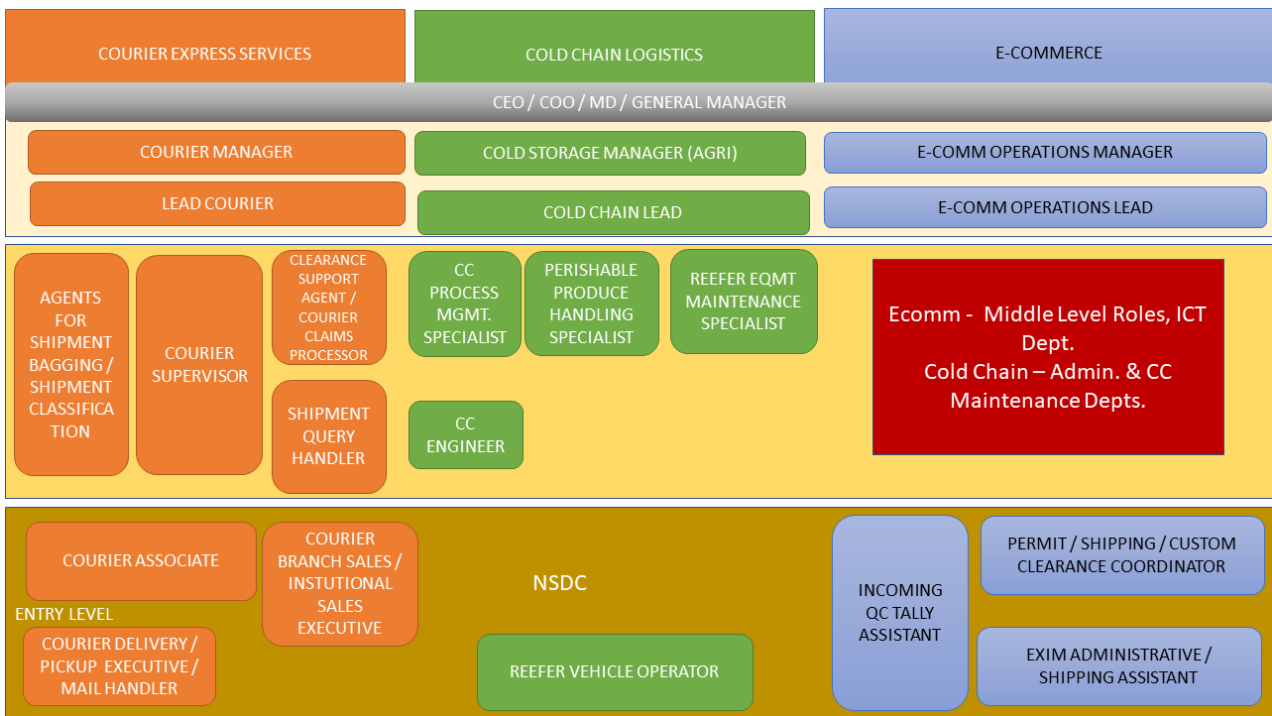 COURIER EXPRESS SERVICES
COLD CHAIN LOGISTICS
E-COMMERCE
CEO / COO / MD / GENERAL MANAGER
COURIER MANAGER
COLD STORAGE MANAGER (AGRI)
E-COMM OPERATIONS MANAGER
LEAD COURIER
COLD CHAIN LEAD
E-COMM OPERATIONS LEAD
AGENTS
FOR
SHIPMENT
BAGGING /
SHIPMENT
CLASSIFICA
TION
COURIER
SUPERVISOR
CLEARANCE
SUPPORT
AGENT /
COURIER
CLAIMS
PROCESSOR
SHIPMENT
QUERY
HANDLER
CC
PROCESS
MGMT.
SPECIALIST
PERISHABLE
PRODUCE
HANDLING
SPECIALIST
REEFER EQMT
MAINTENANCE
SPECIALIST
CC
ENGINEER
Ecomm - Middle Level Roles, ICT
Dept.
Cold Chain – Admin. & CC
Maintenance Depts.
COURIER ASSOCIATE
COURIER
BRANCH SALES /
INSTUTIONAL
SALES
EXECUTIVE
NSDC
INCOMING
QC TALLY
ASSISTANT
PERMIT / SHIPPING / CUSTOM
CLEARANCE COORDINATOR
ENTRY LEVEL
COURIER DELIVERY /
PICKUP EXECUTIVE /
MAIL HANDLER
REEFER VEHICLE OPERATOR
EXIM ADMINISTRATIVE /
SHIPPING ASSISTANT